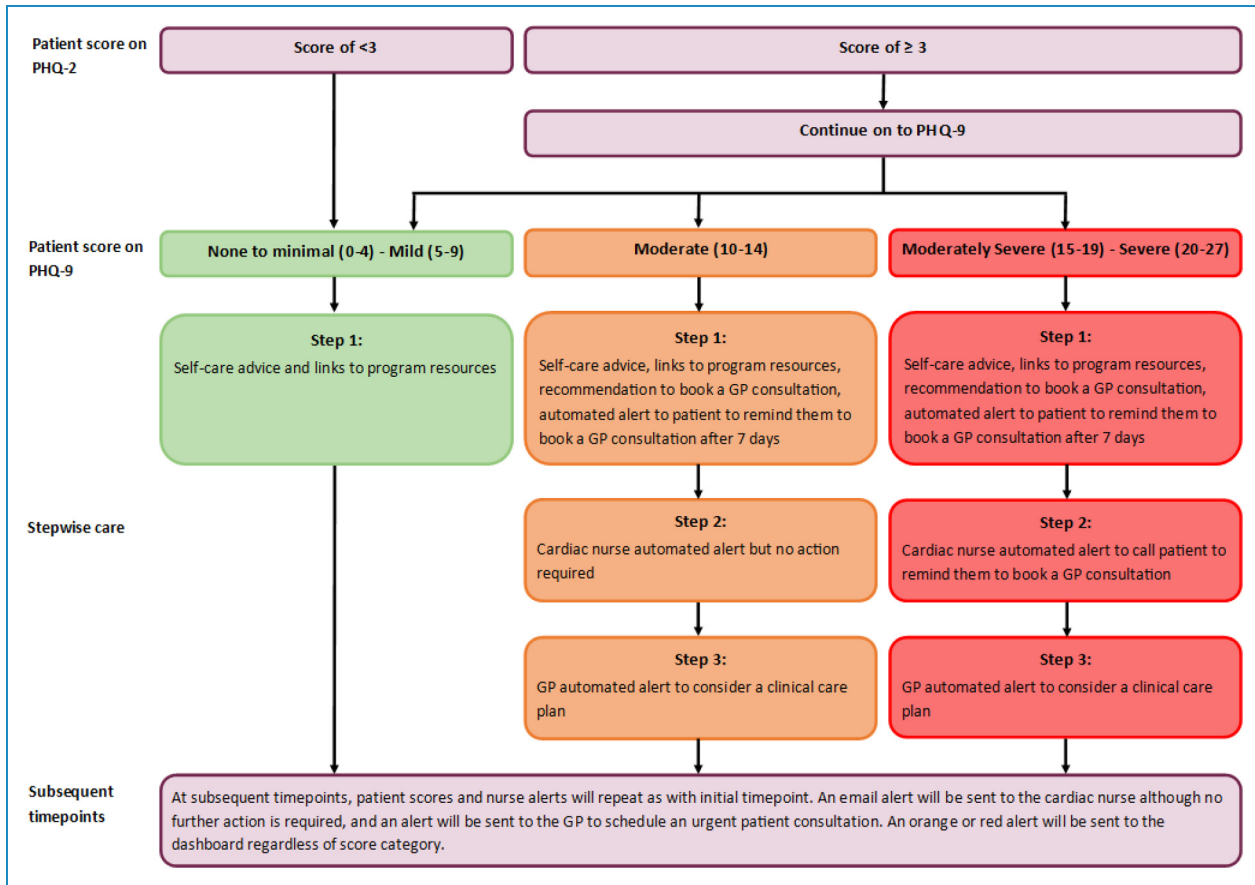 Patient score on
PHQ-2
Score of <3
Score of ≥ 3
Continue on to PHQ-9
Patient score on
PHQ-9
None to minimal (0-4) - Mild (5-9)
Moderate (10-14)
Moderately Severe (15-19) - Severe (20-27)
Stepwise care
Step 1:
Self-care advice and links to program resources
Step 1:
Self-care advice, links to program resources,
recommendation to book a GP consultation,
automated alert to patient to remind them to
book a GP consultation after 7 days
Step 1:
Self-care advice, links to program resources,
recommendation to book a GP consultation,
automated alert to patient to remind them to
book a GP consultation after 7 days
Step 2:
Cardiac nurse automated alert but no action
required
Step 2:
Cardiac nurse automated alert to call patient to
remind them to book a GP consultation
Step 3:
GP automated alert to consider a clinical care
plan
Step 3:
GP automated alert to consider a clinical care
plan
Subsequent
timepoints
At subsequent timepoints, patient scores and nurse alerts will repeat as with initial timepoint. An email alert will be sent to the cardiac nurse although no
further action is required, and an alert will be sent to the GP to schedule an urgent patient consultation. An orange or red alert will be sent to the
dashboard regardless of score category.